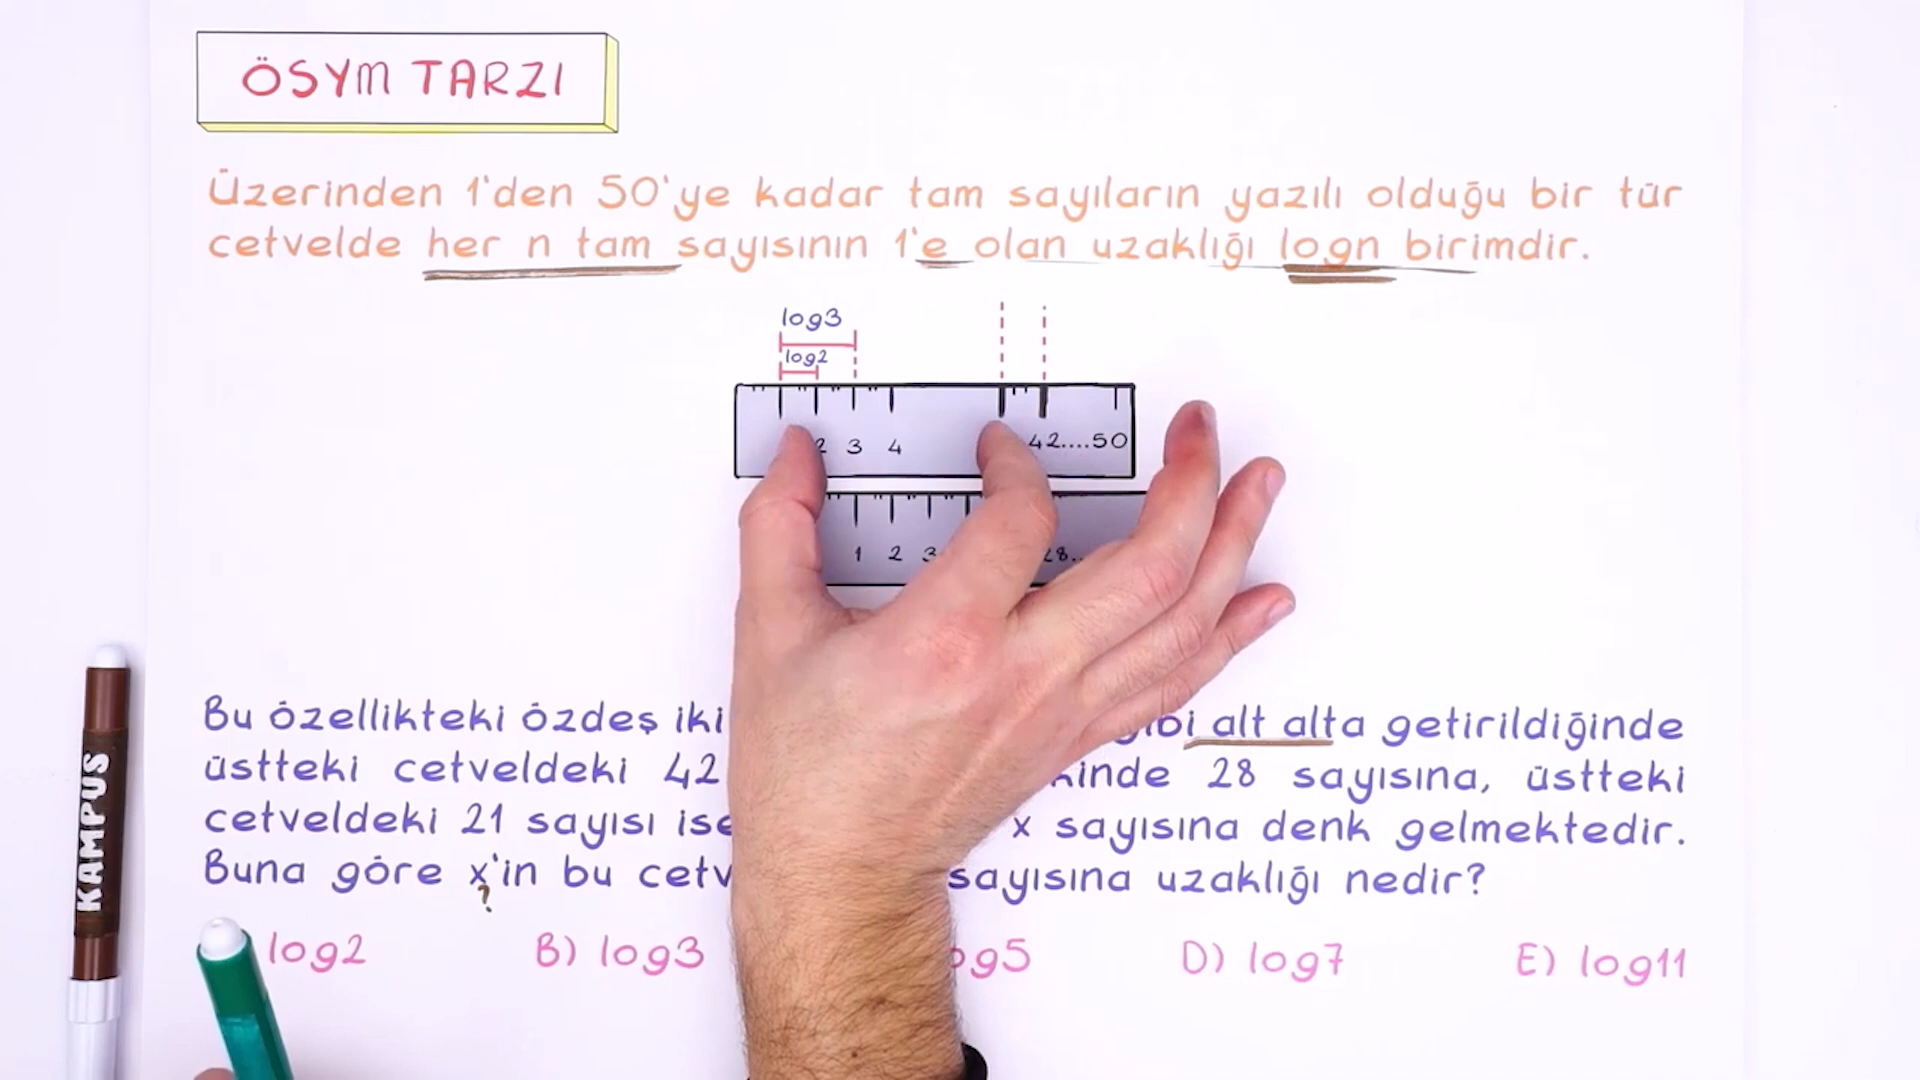 ÖSYM TARZI
Üzerinden 1'den 50'ye kadar tam sayıların yazılı olduğu bir tür
cetvelde her n tam sayısının 1'e olan uzaklığı logn birimdir.
log3
log2
2 3 4 42....50
1 2 3 28..
Bu özellikteki özdeş iki alt alta getirildiğinde
üstteki cetveldeki 42 28 sayısına, üstteki
cetveldeki 21 sayısı ise x sayısına denk gelmektedir.
Buna göre x'in bu sayısına uzaklığı nedir?
?
log2 B) log3 og5 D) log7 E) log11
KAMPUS